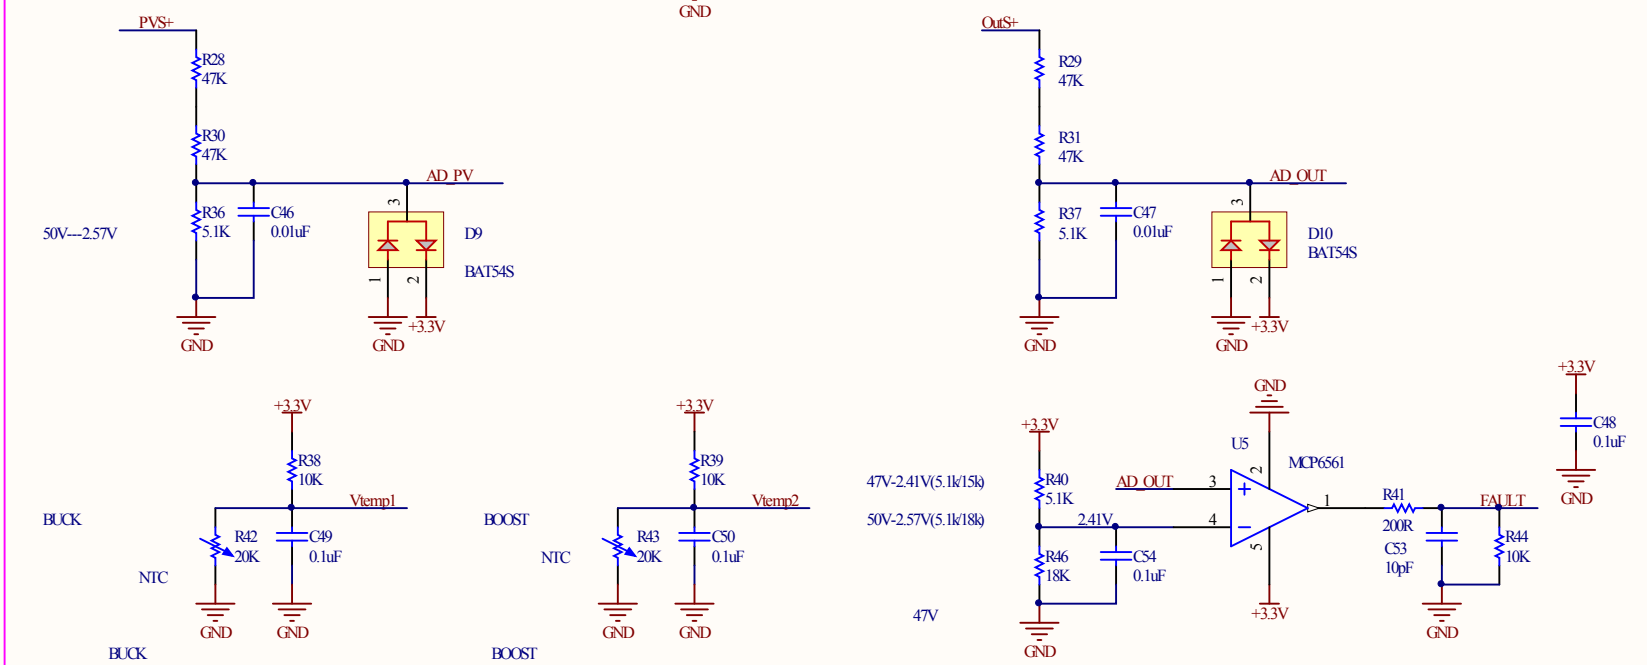 GND
PVS+
R28
47K
R30
47K
AD_PV
R36
5.1K
C46
0.01uF
50V---2.57V
3
D9
BAT54S
1
2
GND
GND
+3.3V
OutS+
R29
47K
R31
47K
AD_OUT
R37
5.1K
C47
0.01uF
3
D10
BAT54S
1
2
GND
GND
+3.3V
+3.3V
R38
10K
Vtemp1
BUCK
R42
20K
C49
0.1uF
NTC
GND
GND
BUCK
+3.3V
R39
10K
Vtemp2
BOOST
R43
20K
C50
0.1uF
NTC
GND
GND
BOOST
+3.3V
47V-2.41V(5.1k/15k)
R40
5.1K
50V-2.57V(5.1k/18k)
2.41V
R46
18K
C54
0.1uF
47V
GND
GND
U5
MCP6561
2
AD_OUT
3
4
1
5
+3.3V
R41
200R
FAULT
C53
10pF
R44
10K
GND
+3.3V
C48
0.1uF
GND